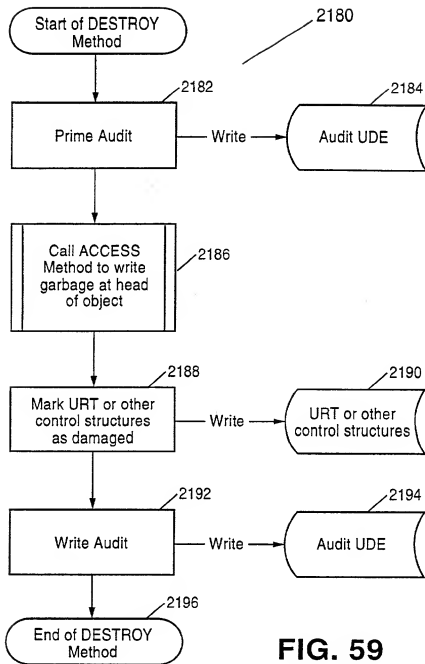 Start of DESTROY
Method
2180
2182
Prime Audit
Write
2184
Audit UDE
Call ACCESS
Method to write
garbage at head
of object
2186
2188
Mark URT or other
control structures
as damaged
Write
2190
URT or other
control structures
2192
Write Audit
Write
2194
Audit UDE
2196
End of DESTROY
Method
FIG. 59